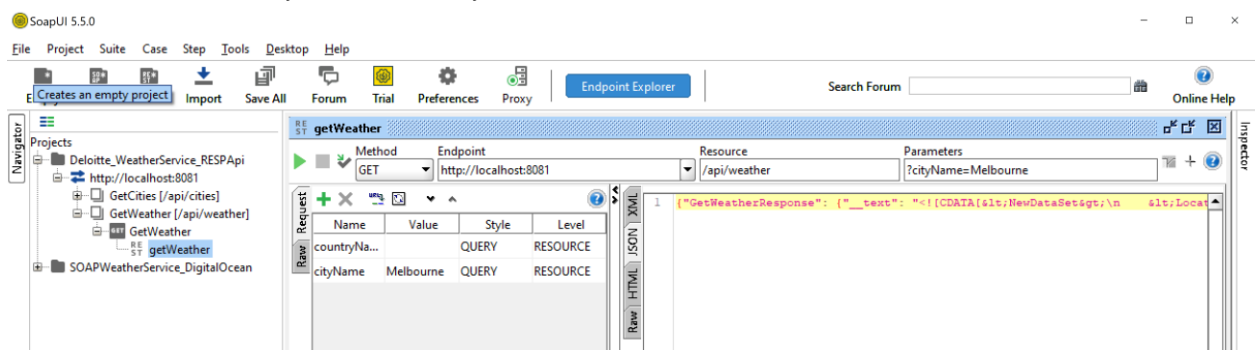 SoapUI 5.5.0
File Project Suite Case Step Tools Desktop Help
Creates an empty project
Import Save All Forum Trial Preferences Proxy Endpoint Explorer Search Forum Online Help
Navigator
Projects
Deloitte_WeatherService_RESPApi
http://localhost:8081
GetCities [/api/cities]
GetWeather [/api/weather]
GetWeather
getWeather
SOAPWeatherService_DigitalOcean
getWeather
Method Endpoint Resource Parameters
GET http://localhost:8081 /api/weather ?cityName=Melbourne
Request
Raw
Name Value Style Level
countryNa... QUERY RESOURCE
cityName Melbourne QUERY RESOURCE
XML
JSON
HTML
Raw
1 {"GetWeatherResponse": {"__text": "<![CDATA[&lt;NewDataSet&gt;\n &lt;Locat
Inspector